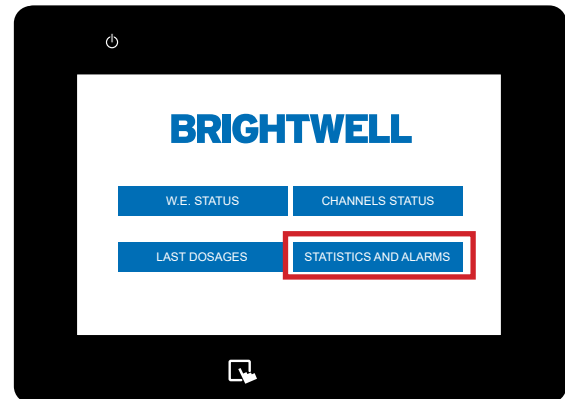 BRIGHTWELL
W.E. STATUS CHANNELS STATUS
LAST DOSAGES STATISTICS AND ALARMS